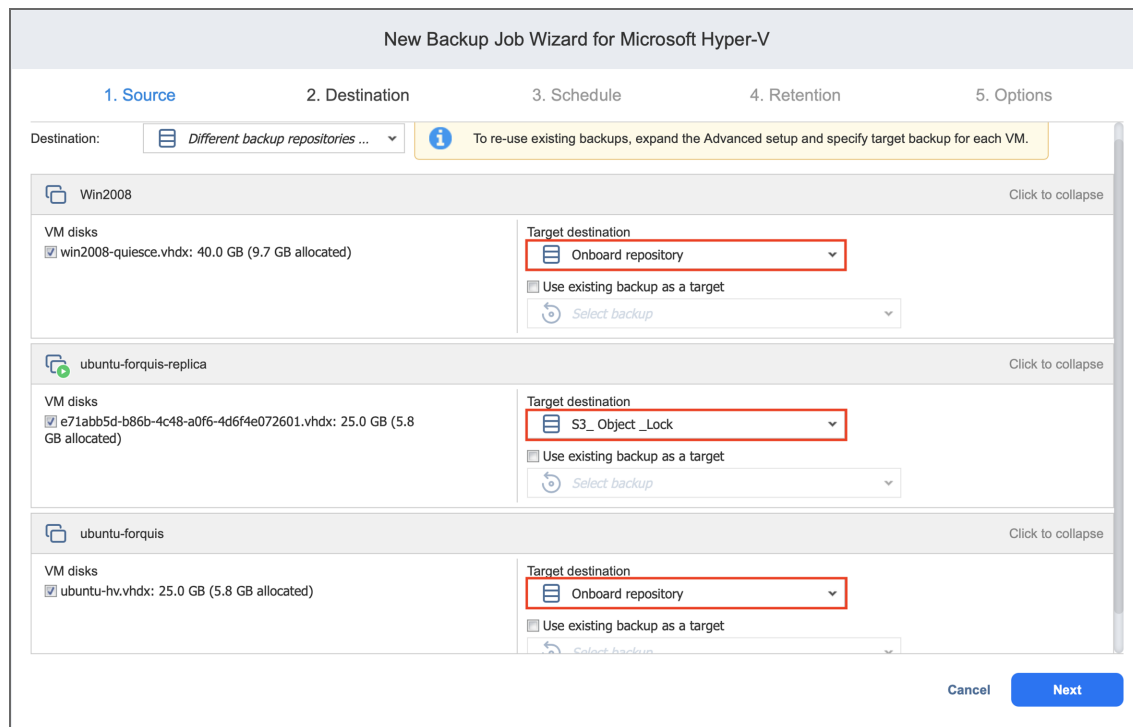 New Backup Job Wizard for Microsoft Hyper-V
1. Source 2. Destination 3. Schedule 4. Retention 5. Options
Destination: Different backup repositories ... To re-use existing backups, expand the Advanced setup and specify target backup for each VM.
Win2008 Click to collapse
VM disks
win2008-quiesce.vhdx: 40.0 GB (9.7 GB allocated)
Target destination
Onboard repository
Use existing backup as a target
Select backup
ubuntu-forquis-replica Click to collapse
VM disks
e71abb5d-b86b-4c48-a0f6-4d6f4e072601.vhdx: 25.0 GB (5.8
GB allocated)
Target destination
S3_ Object _Lock
Use existing backup as a target
Select backup
ubuntu-forquis Click to collapse
VM disks
ubuntu-hv.vhdx: 25.0 GB (5.8 GB allocated)
Target destination
Onboard repository
Use existing backup as a target
Select backup
Cancel Next